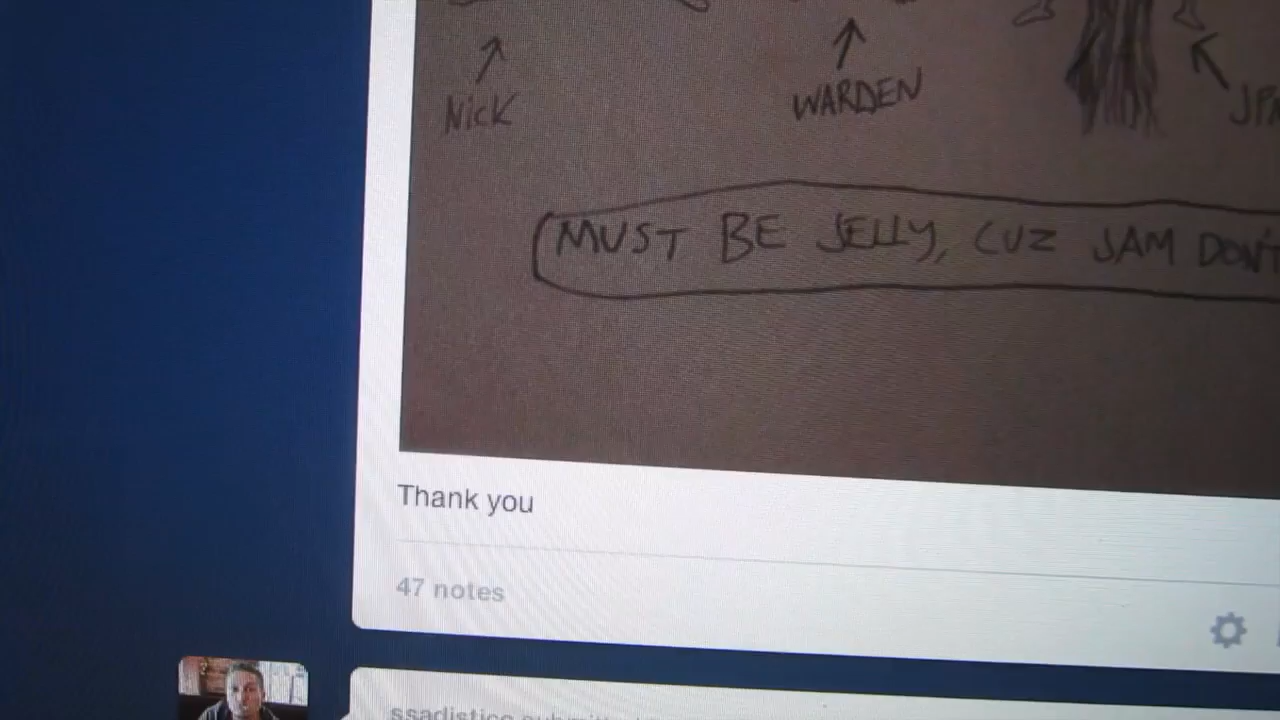 NICK
WARDEN
MUST BE JELLY, CUZ JAM DON'T
Thank you
47 notes